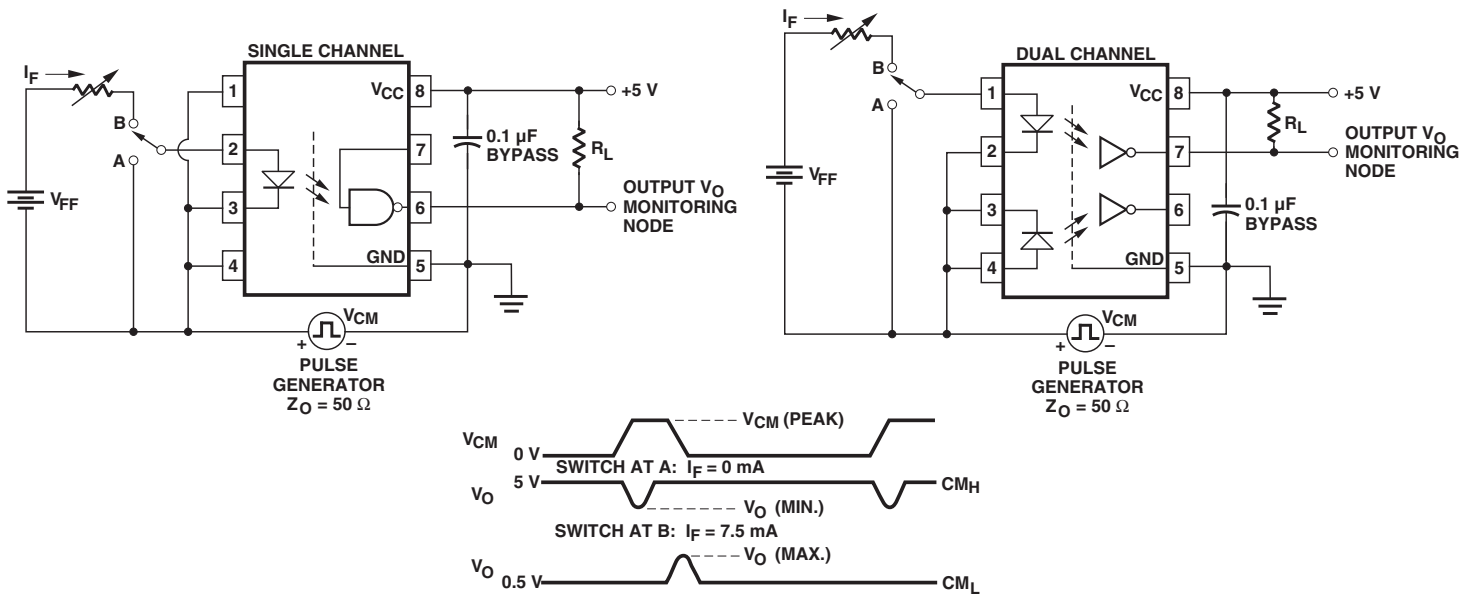 SINGLE CHANNEL
I_F
B
A
V_FF
1
2
3
4
V_CC 8
7
6
GND 5
+5 V
0.1 µF
BYPASS
R_L
OUTPUT V_O
MONITORING
NODE
V_CM
+ –
PULSE
GENERATOR
Z_O = 50 Ω
DUAL CHANNEL
I_F
B
A
V_FF
1
2
3
4
V_CC 8
7
6
GND 5
+5 V
R_L
OUTPUT V_O
MONITORING
NODE
0.1 µF
BYPASS
V_CM
+ –
PULSE
GENERATOR
Z_O = 50 Ω
V_CM 0 V
V_CM (PEAK)
SWITCH AT A: I_F = 0 mA
V_O 5 V
CM_H
V_O (MIN.)
SWITCH AT B: I_F = 7.5 mA
V_O (MAX.)
V_O 0.5 V
CM_L